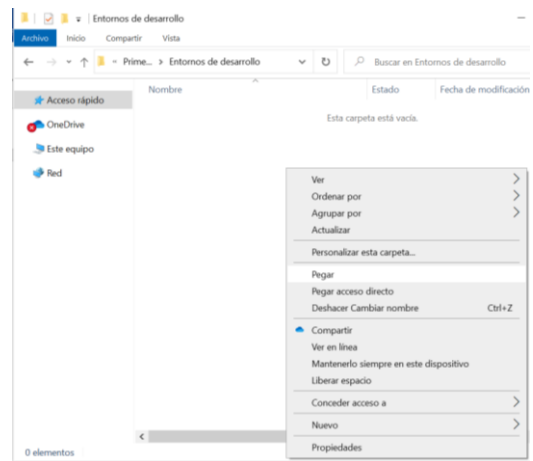 Entornos de desarrollo
Archivo Inicio Compartir Vista
« Prime... > Entornos de desarrollo Buscar en Entornos de desarrollo
Nombre Estado Fecha de modificación
Acceso rápido
Esta carpeta está vacía.
OneDrive
Este equipo
Red
Ver
Ordenar por
Agrupar por
Actualizar
Personalizar esta carpeta...
Pegar
Pegar acceso directo
Deshacer Cambiar nombre Ctrl+Z
Compartir
Ver en línea
Mantenerlo siempre en este dispositivo
Liberar espacio
Conceder acceso a
Nuevo
Propiedades
0 elementos